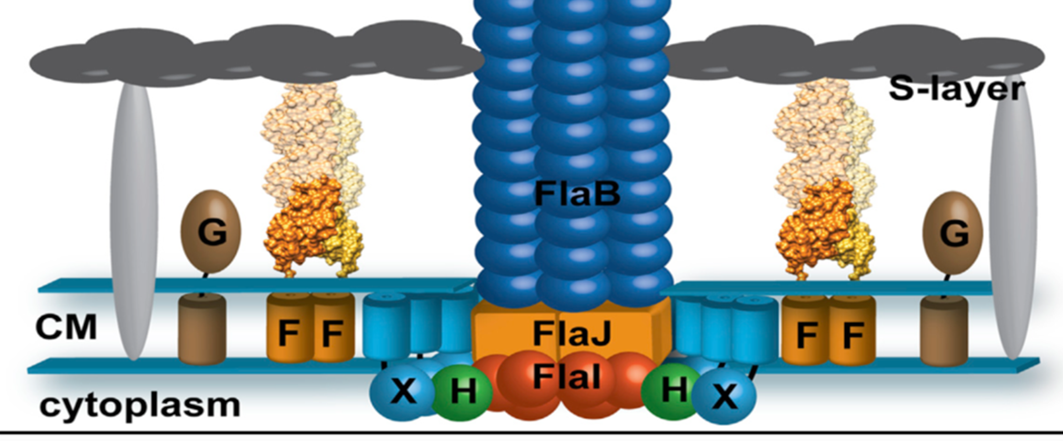 S-layer
FlaB
G
G
CM
F F
FlaJ
F F
X
H
FlaI
H
X
cytoplasm